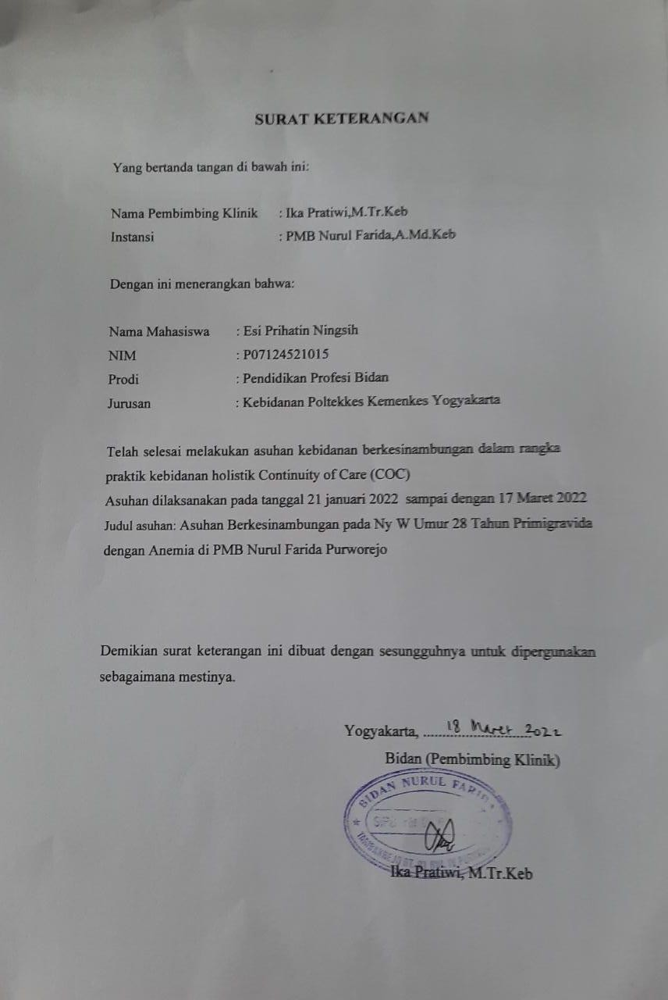 SURAT KETERANGAN
Yang bertanda tangan di bawah ini:
Nama Pembimbing Klinik : Ika Pratiwi,M.Tr.Keb
Instansi : PMB Nurul Farida,A.Md.Keb
Dengan ini menerangkan bahwa:
Nama Mahasiswa : Esi Prihatin Ningsih
NIM : P07124521015
Prodi : Pendidikan Profesi Bidan
Jurusan : Kebidanan Poltekkes Kemenkes Yogyakarta
Telah selesai melakukan asuhan kebidanan berkesinambungan dalam rangka
praktik kebidanan holistik Continuity of Care (COC)
Asuhan dilaksanakan pada tanggal 21 januari 2022 sampai dengan 17 Maret 2022
Judul asuhan: Asuhan Berkesinambungan pada Ny W Umur 28 Tahun Primigravida
dengan Anemia di PMB Nurul Farida Purworejo
Demikian surat keterangan ini dibuat dengan sesungguhnya untuk dipergunakan
sebagaimana mestinya.
Yogyakarta, 18 Maret 2022
Bidan (Pembimbing Klinik)
BIDAN NURUL
Ika Pratiwi, M.Tr.Keb